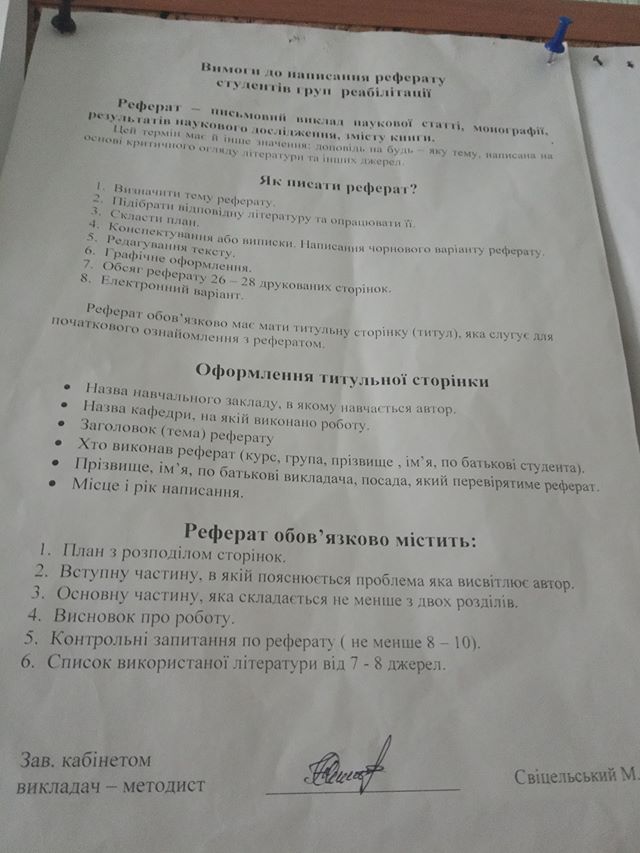 Вимоги до написання реферату
студентів груп реабілітації
Реферат – письмовий виклад наукової статті, монографії,
результатів наукового дослідження, змісту книги.
Цей термін має й інше значення: доповідь на будь – яку тему, написана на
основі критичного огляду літератури та інших джерел.
Як писати реферат?
1. Визначити тему реферату.
2. Підібрати відповідну літературу та опрацювати її.
3. Скласти план.
4. Конспектування або виписки. Написання чорнового варіанту реферату.
5. Редагування тексту.
6. Графічне оформлення.
7. Обсяг реферату 26 – 28 друкованих сторінок.
8. Електронний варіант.
Реферат обов’язково має мати титульну сторінку (титул), яка слугує для
початкового ознайомлення з рефератом.
Оформлення титульної сторінки
• Назва навчального закладу, в якому навчається автор.
• Назва кафедри, на якій виконано роботу.
• Заголовок (тема) реферату
• Хто виконав реферат (курс, група, прізвище , ім’я, по батькові студента).
• Прізвище, ім’я, по батькові викладача, посада, який перевірятиме реферат.
• Місце і рік написання.
Реферат обов’язково містить:
1. План з розподілом сторінок.
2. Вступну частину, в якій пояснюється проблема яка висвітлює автор.
3. Основну частину, яка складається не менше з двох розділів.
4. Висновок про роботу.
5. Контрольні запитання по реферату ( не менше 8 – 10).
6. Список використаної літератури від 7 - 8 джерел.
Зав. кабінетом
викладач – методист Свіцельський М.